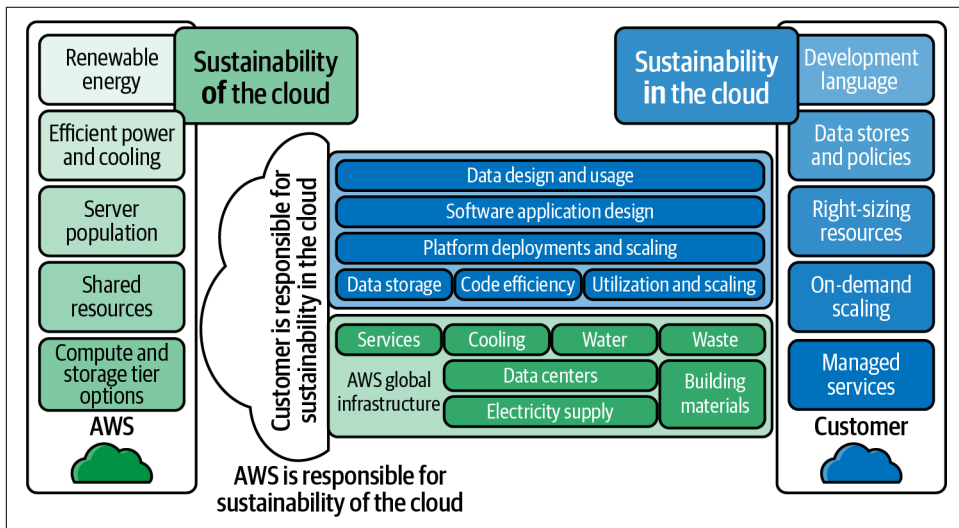 Renewable
energy
Efficient power
and cooling
Server
population
Shared
resources
Compute and
storage tier
options
AWS
Sustainability
of the cloud
Customer is responsible for
sustainability in the cloud
AWS is responsible for
sustainability of the cloud
Data design and usage
Software application design
Platform deployments and scaling
Data storage
Code efficiency
Utilization and scaling
Services
Cooling
Water
Waste
AWS global
infrastructure
Data centers
Electricity supply
Building
materials
Sustainability
in the cloud
Development
language
Data stores
and policies
Right-sizing
resources
On-demand
scaling
Managed
services
Customer